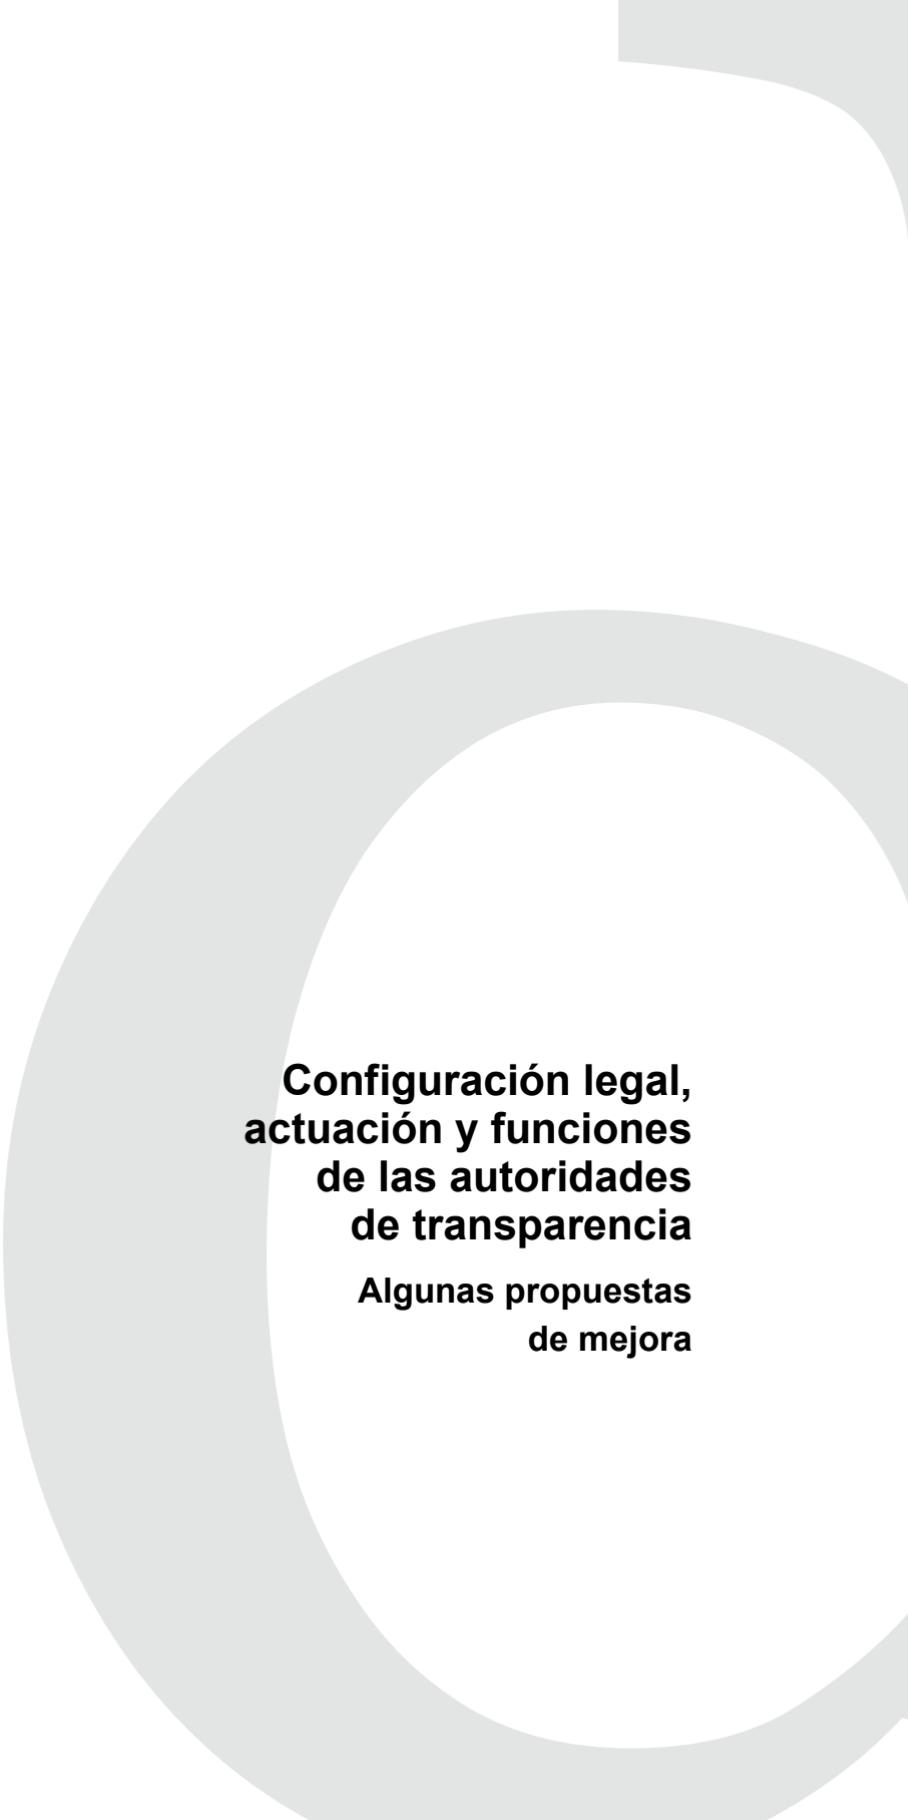 Configuración legal,
actuación y funciones
de las autoridades
de transparencia
Algunas propuestas
de mejora